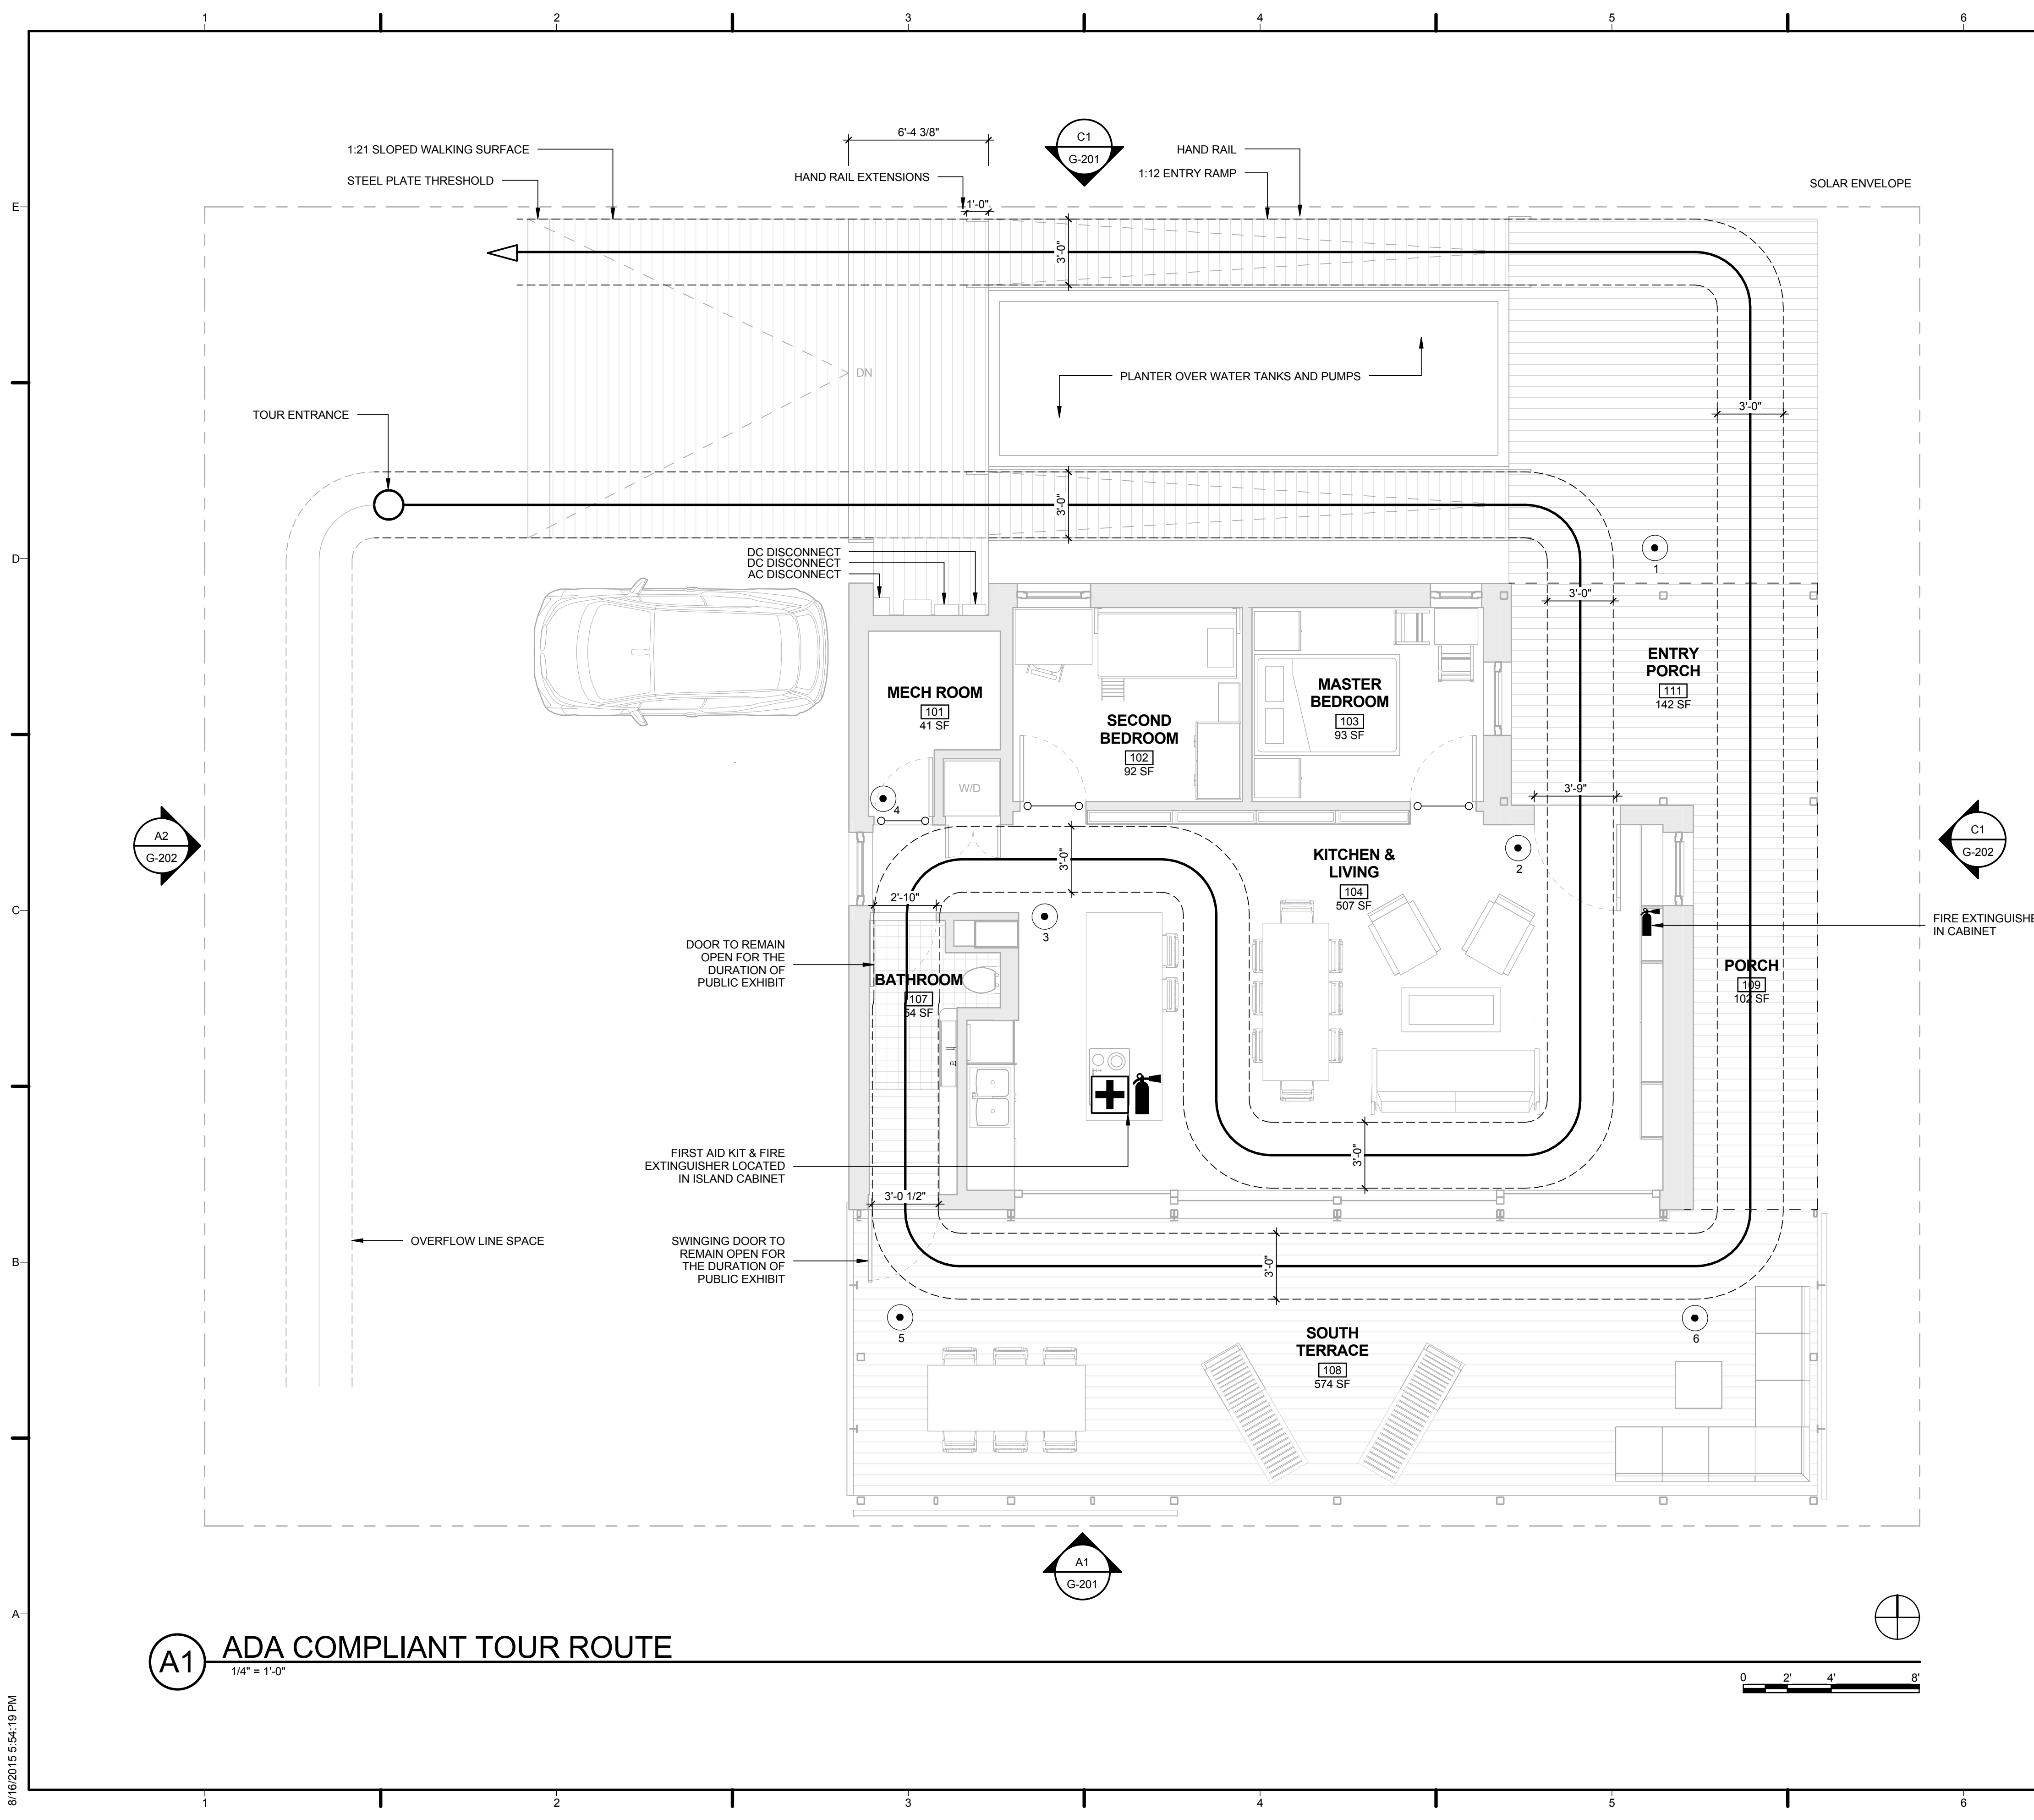 1
2
3
4
5
6
6'-4 3/8"
C1
G-201
1:21 SLOPED WALKING SURFACE
HAND RAIL
STEEL PLATE THRESHOLD
HAND RAIL EXTENSIONS
1:12 ENTRY RAMP
SOLAR ENVELOPE
E
1'-0"
3'-0"
DN
PLANTER OVER WATER TANKS AND PUMPS
TOUR ENTRANCE
3'-0"
3'-0"
D
DC DISCONNECT
DC DISCONNECT
AC DISCONNECT
1
3'-0"
ENTRY
PORCH
111
142 SF
MECH ROOM
101
41 SF
SECOND
BEDROOM
102
92 SF
MASTER
BEDROOM
103
93 SF
W/D
4
3'-9"
A2
G-202
C1
G-202
3'-0"
KITCHEN &
LIVING
104
507 SF
2
C
2'-10"
3
FIRE EXTINGUISHE
IN CABINET
DOOR TO REMAIN
OPEN FOR THE
DURATION OF
PUBLIC EXHIBIT
BATHROOM
107
54 SF
PORCH
109
102 SF
FIRST AID KIT & FIRE
EXTINGUISHER LOCATED
IN ISLAND CABINET
3'-0"
3'-0 1/2"
OVERFLOW LINE SPACE
SWINGING DOOR TO
REMAIN OPEN FOR
THE DURATION OF
PUBLIC EXHIBIT
B
3'-0"
5
6
SOUTH
TERRACE
108
574 SF
A1
G-201
A
A1
ADA COMPLIANT TOUR ROUTE
1/4" = 1'-0"
0 2' 4' 8'
8/16/2015 5:54:19 PM
1
2
3
4
5
6